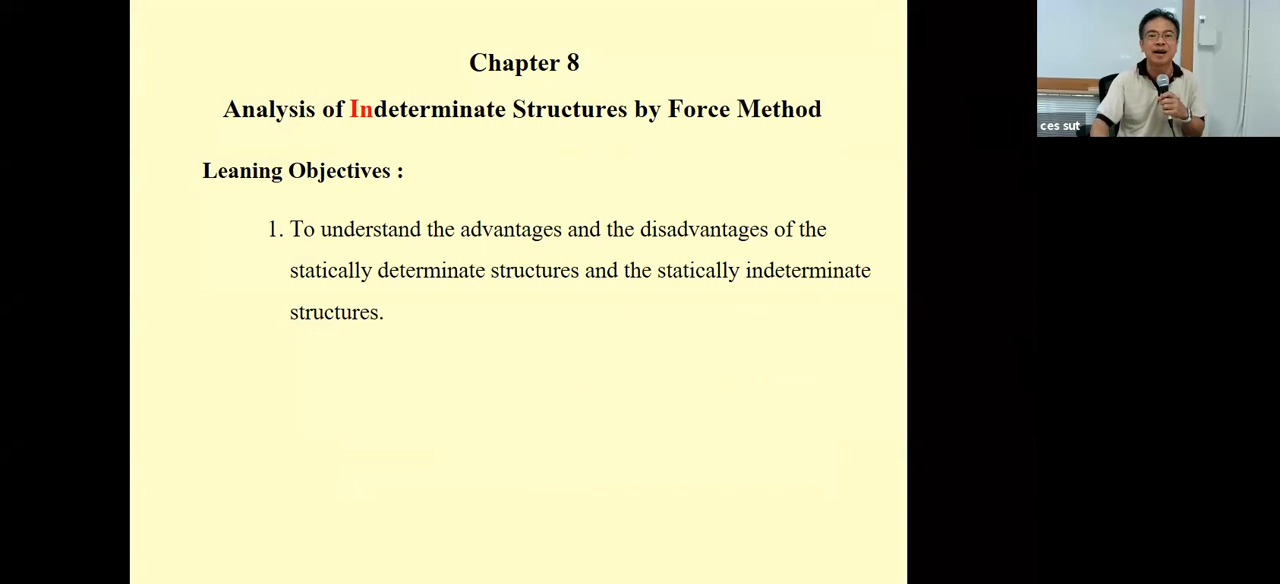 Chapter 8
Analysis of Indeterminate Structures by Force Method
Leaning Objectives :
1. To understand the advantages and the disadvantages of the
statically determinate structures and the statically indeterminate
structures.
ces sut